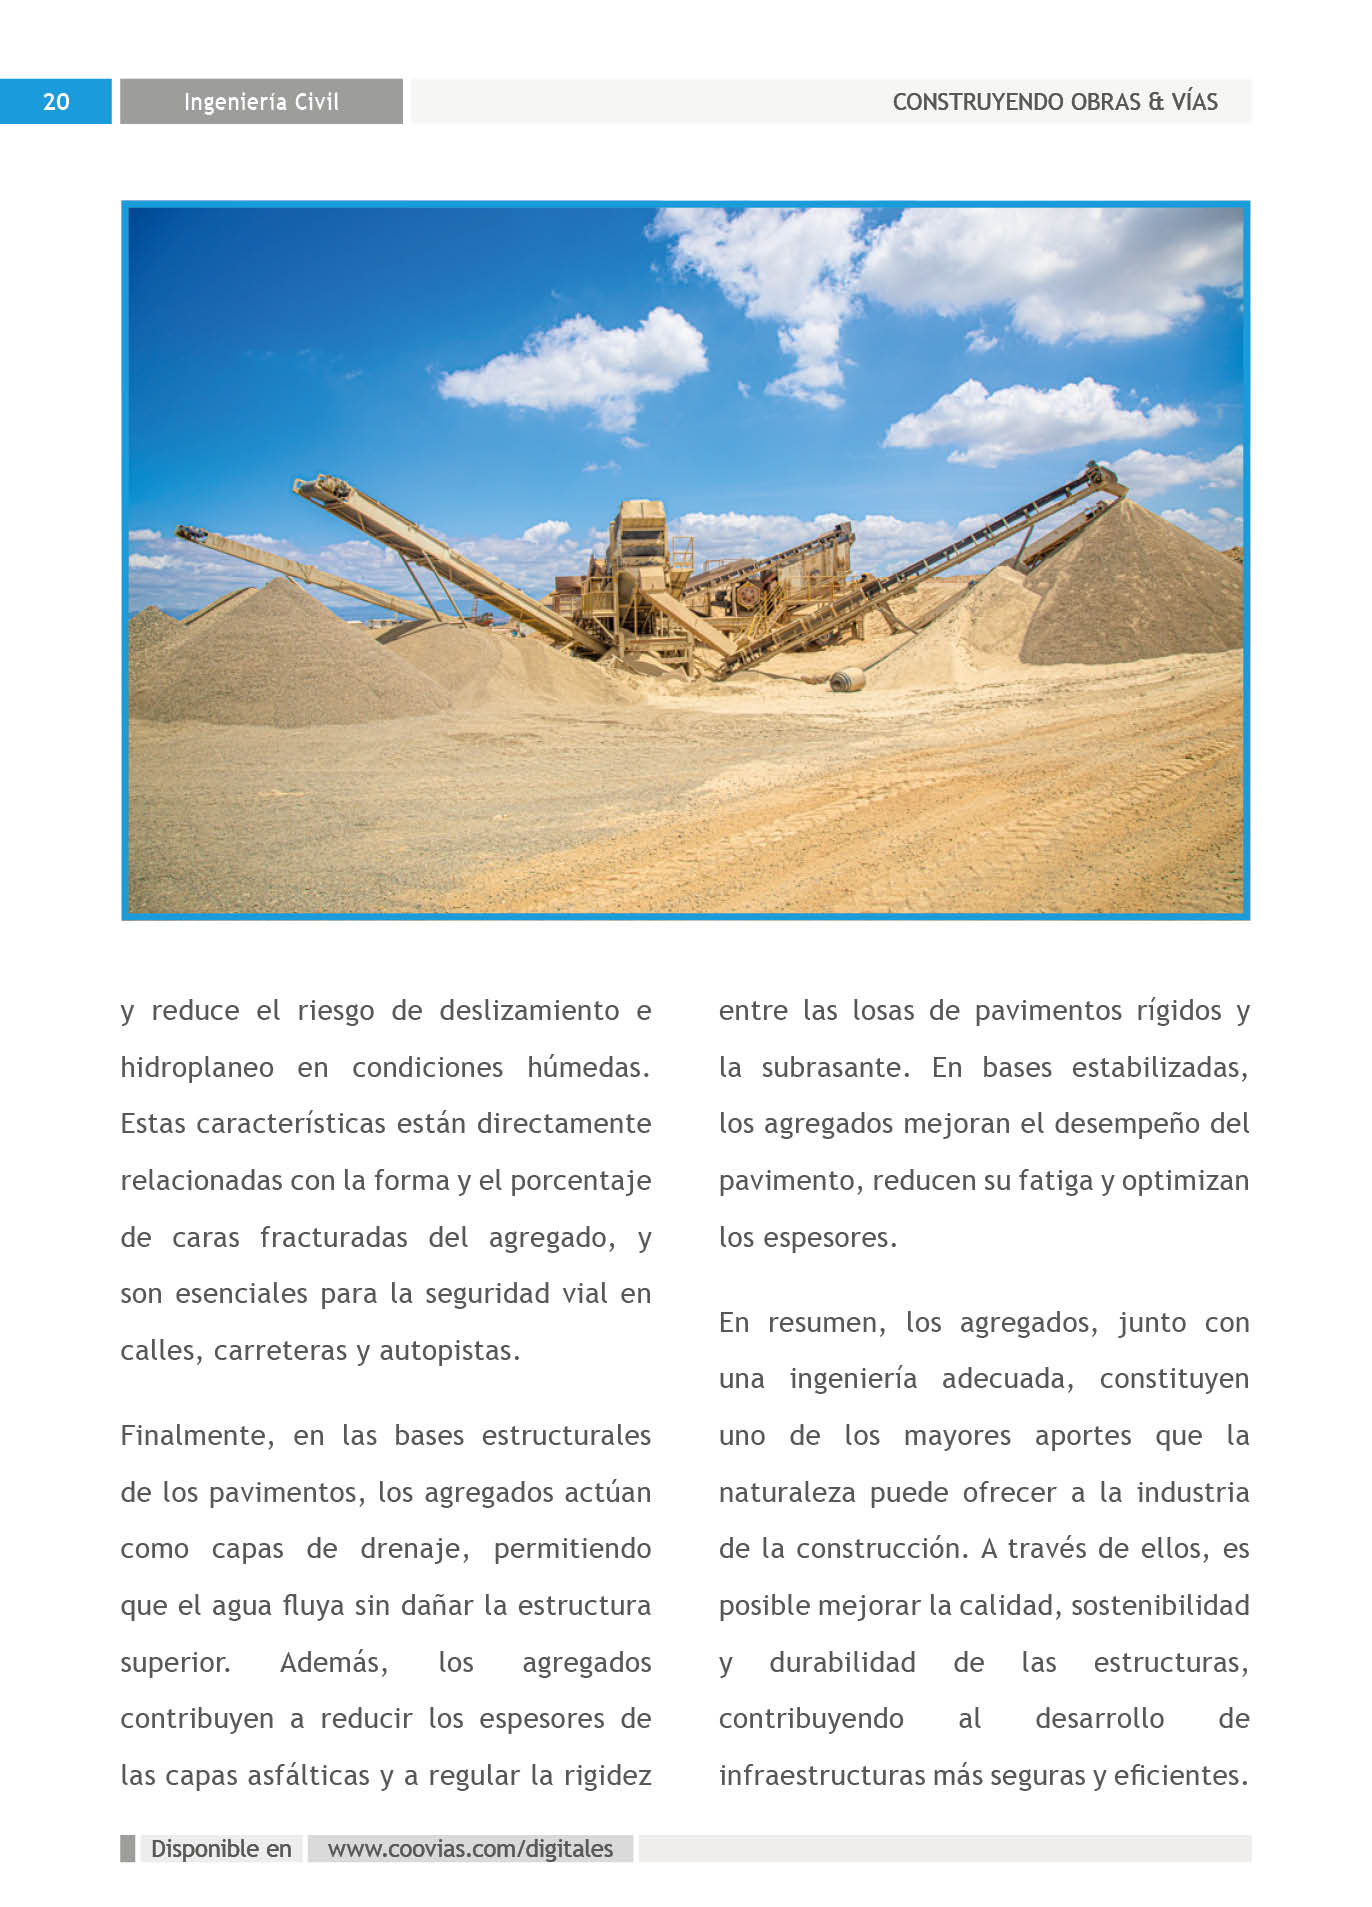 20
Ingeniería Civil
CONSTRUYENDO OBRAS & VÍAS
y reduce el riesgo de deslizamiento e
hidroplaneo en condiciones húmedas.
Estas características están directamente
relacionadas con la forma y el porcentaje
de caras fracturadas del agregado, y
son esenciales para la seguridad vial en
calles, carreteras y autopistas.
Finalmente, en las bases estructurales
de los pavimentos, los agregados actúan
como capas de drenaje, permitiendo
que el agua fluya sin dañar la estructura
superior. Además, los agregados
contribuyen a reducir los espesores de
las capas asfálticas y a regular la rigidez
entre las losas de pavimentos rígidos y
la subrasante. En bases estabilizadas,
los agregados mejoran el desempeño del
pavimento, reducen su fatiga y optimizan
los espesores.
En resumen, los agregados, junto con
una ingeniería adecuada, constituyen
uno de los mayores aportes que la
naturaleza puede ofrecer a la industria
de la construcción. A través de ellos, es
posible mejorar la calidad, sostenibilidad
y durabilidad de las estructuras,
contribuyendo al desarrollo de
infraestructuras más seguras y eficientes.
Disponible en
www.coovias.com/digitales